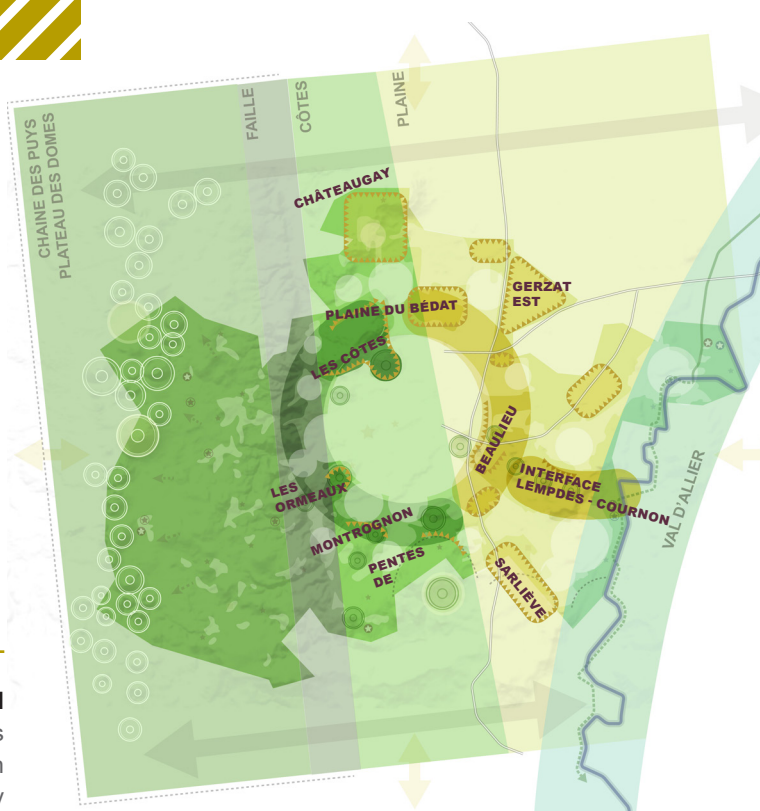 CHAINE DES PUYS
PLATEAU DES DOMES
FAILLE
CÔTES
PLAINE
CHÂTEAUGAY
GERZAT
EST
PLAINE DU BÉDAT
LES CÔTES
BEAULIEU
INTERFACE
LEMPDES - COURNON
LES
ORMEAUX
MONTROGNON
PENTES
DE
SARLIÈVE
VAL D'ALLIER